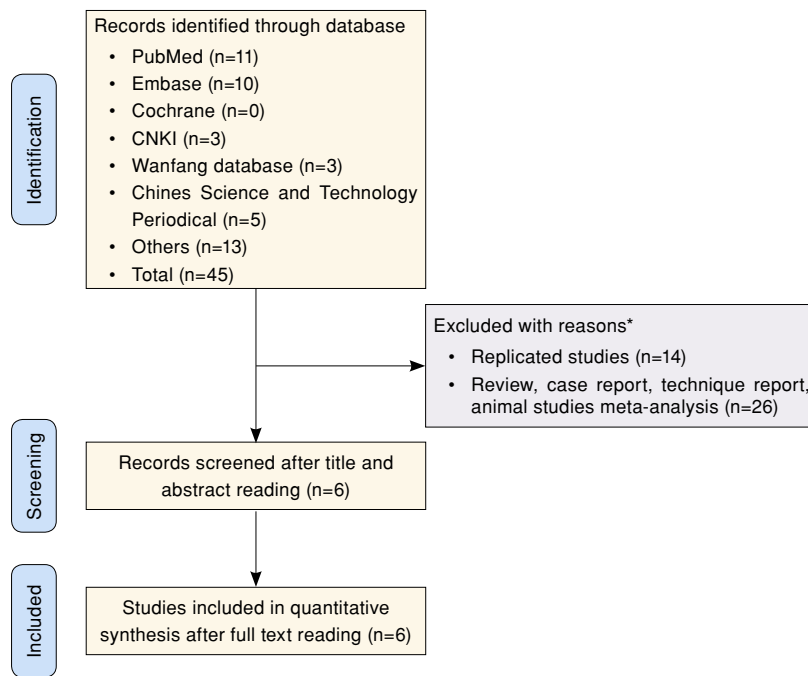 Identification
Records identified through database
• PubMed (n=11)
• Embase (n=10)
• Cochrane (n=0)
• CNKI (n=3)
• Wanfang database (n=3)
• Chines Science and Technology
Periodical (n=5)
• Others (n=13)
• Total (n=45)
Excluded with reasons*
• Replicated studies (n=14)
• Review, case report, technique report,
animal studies meta-analysis (n=26)
Screening
Records screened after title and
abstract reading (n=6)
Included
Studies included in quantitative
synthesis after full text reading (n=6)